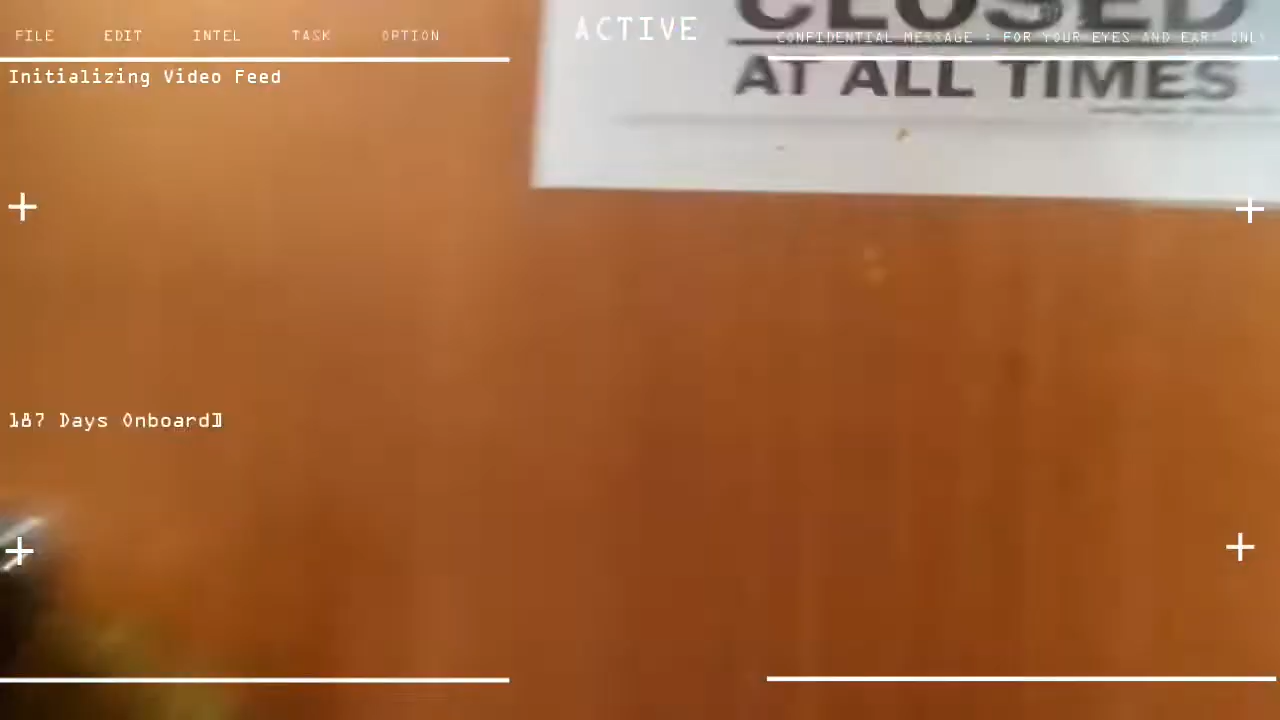 FILE EDIT INTEL TASK OPTION
ACTIVE
CONFIDENTIAL MESSAGE : FOR YOUR EYES AND EARS ONLY
Initializing Video Feed
CLOSED
AT ALL TIMES
187 Days Onboard